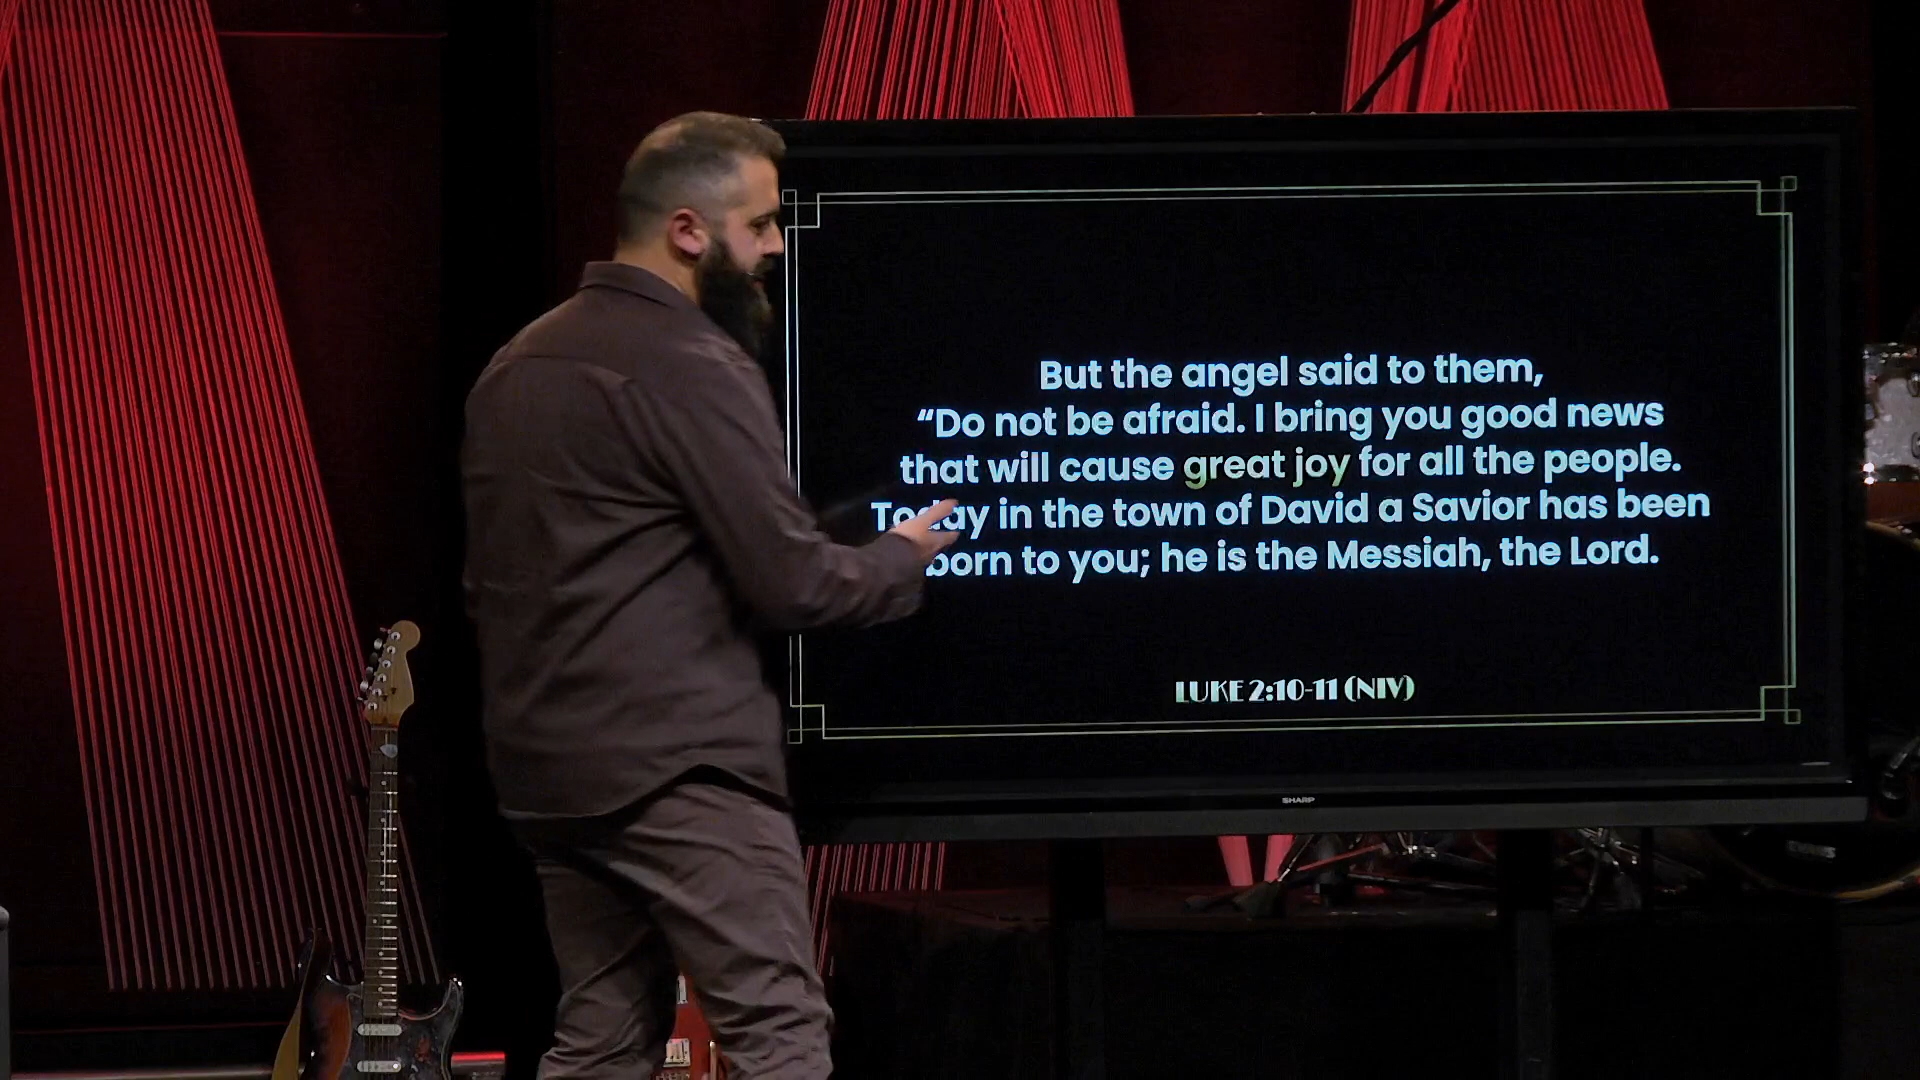 But the angel said to them,
“Do not be afraid. I bring you good news
that will cause great joy for all the people.
Today in the town of David a Savior has been
born to you; he is the Messiah, the Lord.
LUKE 2:10-11 (NIV)
SHARP